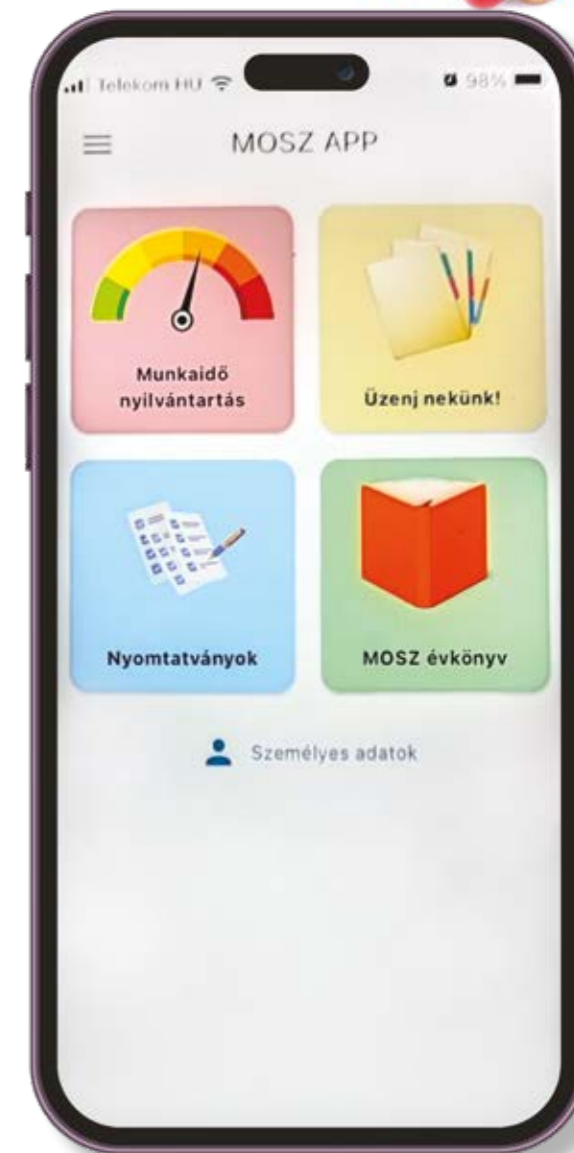 Telekom HU
98%
MOSZ APP
Munkaidő
nyilvántartás
Üzenj nekünk!
Nyomtatványok
MOSZ évkönyv
Személyes adatok